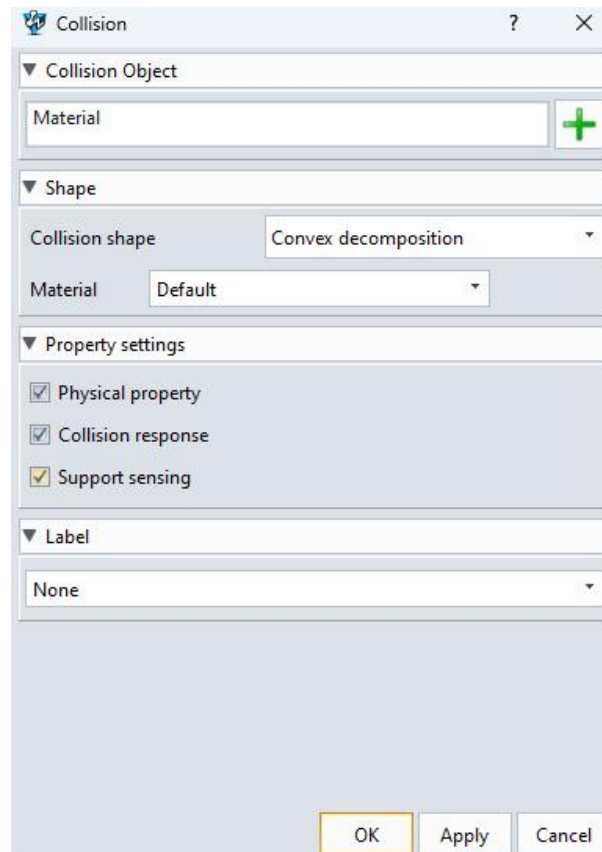 Collision ?
Collision Object
Material
Shape
Collision shape Convex decomposition
Material Default
Property settings
Physical property
Collision response
Support sensing
Label
None
OK Apply Cancel